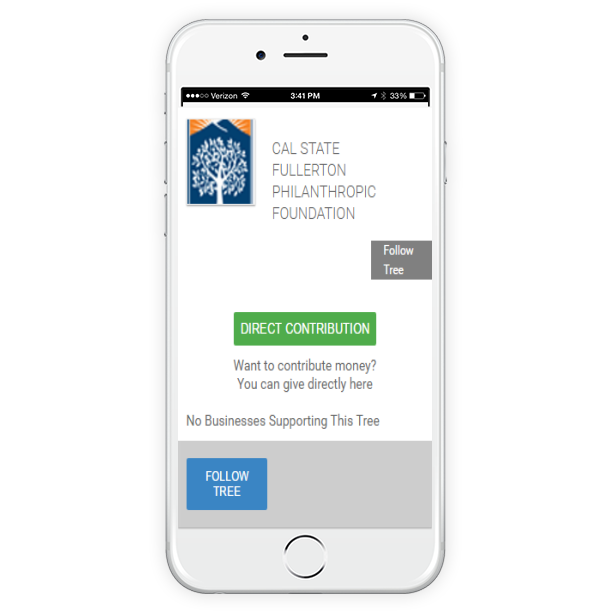 Verizon 3:41 PM 33%
CAL STATE
FULLERTON
PHILANTHROPIC
FOUNDATION
Follow
Tree
DIRECT CONTRIBUTION
Want to contribute money?
You can give directly here
No Businesses Supporting This Tree
FOLLOW
TREE